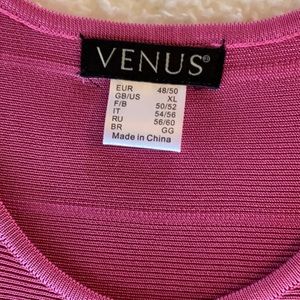 VENUS®
EUR 48/50
GB/US XL
F/B 50/52
IT 54/56
RU 56/60
BR GG
Made in China